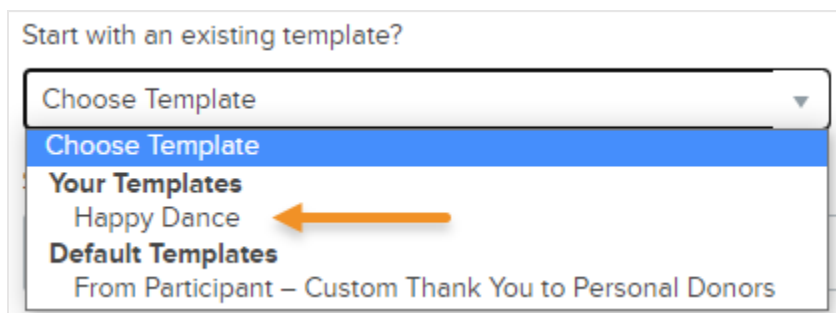 Start with an existing template?
Choose Template
Choose Template
Your Templates
Happy Dance
Default Templates
From Participant – Custom Thank You to Personal Donors